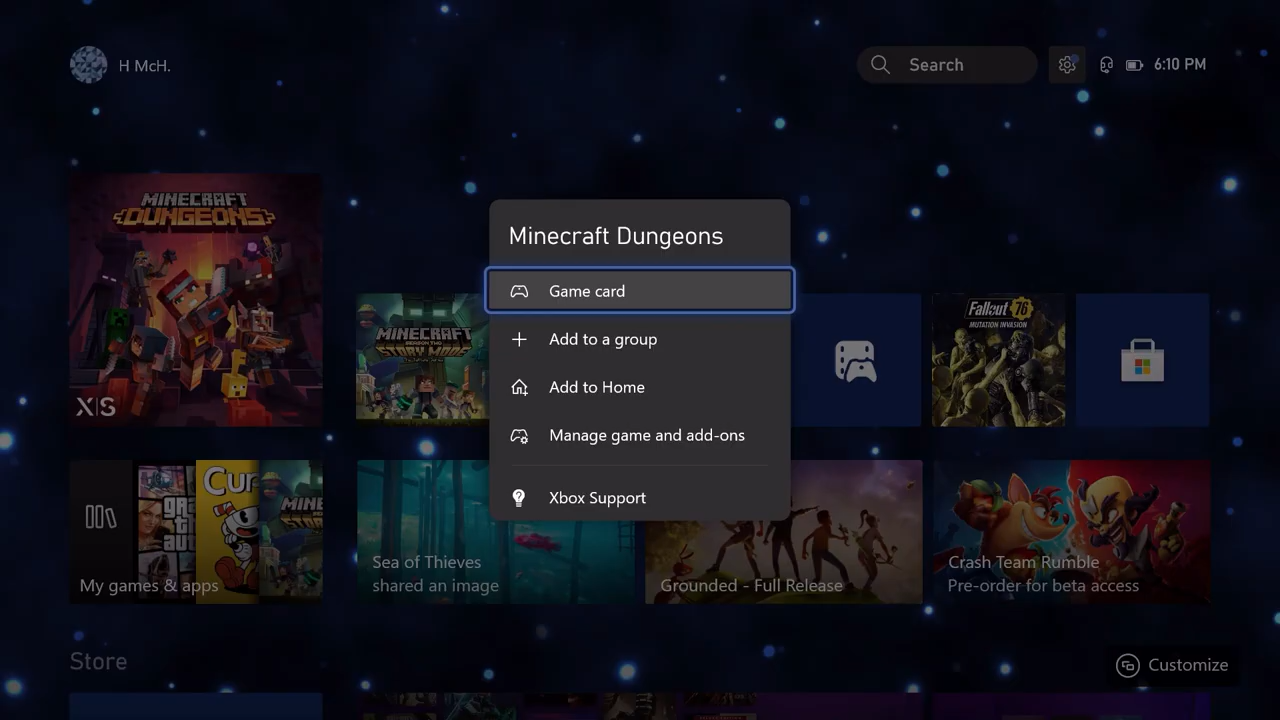 H McH.
Search
6:10 PM
MINECRAFT
DUNGEONS
X|S
Minecraft Dungeons
Game card
Add to a group
Add to Home
Manage game and add-ons
Xbox Support
MINECRAFT
Fallout 76
MUTATION INVASION
My games & apps
Sea of Thieves
shared an image
Grounded - Full Release
Crash Team Rumble
Pre-order for beta access
Store
Customize